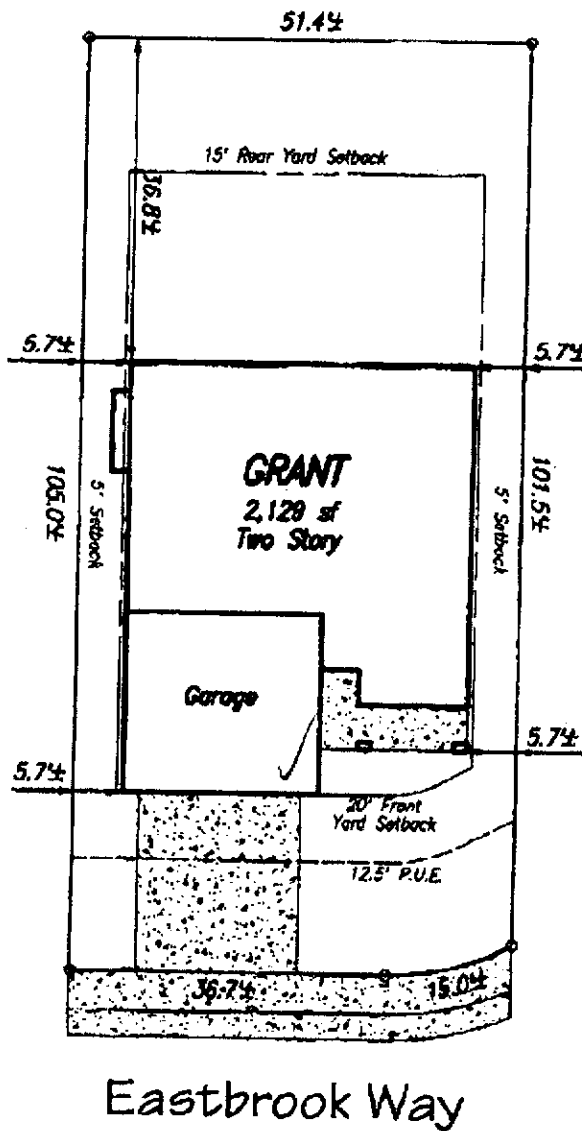 51.4'±
15' Rear Yard Setback
36.8'±
5.7'±
5.7'±
GRANT
2,129 sf
Two Story
105.0'±
5' Setback
101.5'±
5' Setback
Garage
5.7'±
5.7'±
20' Front
Yard Setback
12.5' P.U.E.
36.7'±
15.0'±
Eastbrook Way